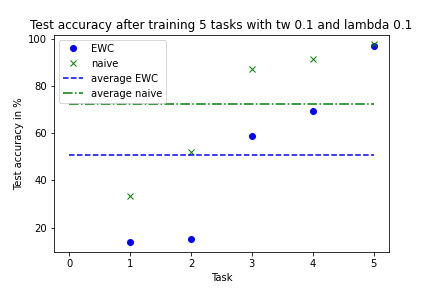 Test accuracy after training 5 tasks with tw 0.1 and lambda 0.1
EWC
naive
average EWC
average naive
Test accuracy in %
100
80
60
40
20
0 1 2 3 4 5
Task